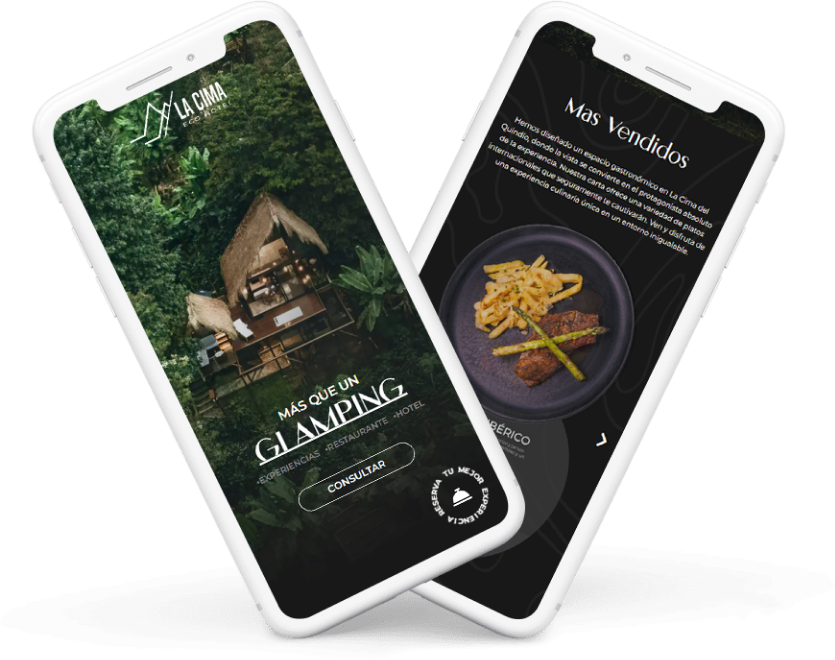 LA CIMA
ECO HOTEL
MÁS QUE UN
GLAMPING
-EXPERIENCIAS -RESTAURANTE -HOTEL
CONSULTAR
RESERVA TU MEJOR EXPERIENCIA
Mas Vendidos
Hemos diseñado un espacio gastronómico en La Cima del
Quindío, donde la vista se convierte en el protagonista absoluto
de la experiencia. Nuestra carta ofrece una variedad de platos
internacionales que seguramente te cautivarán. Ven y disfruta de
una experiencia culinaria única en un entorno inigualable.
BÉRICO